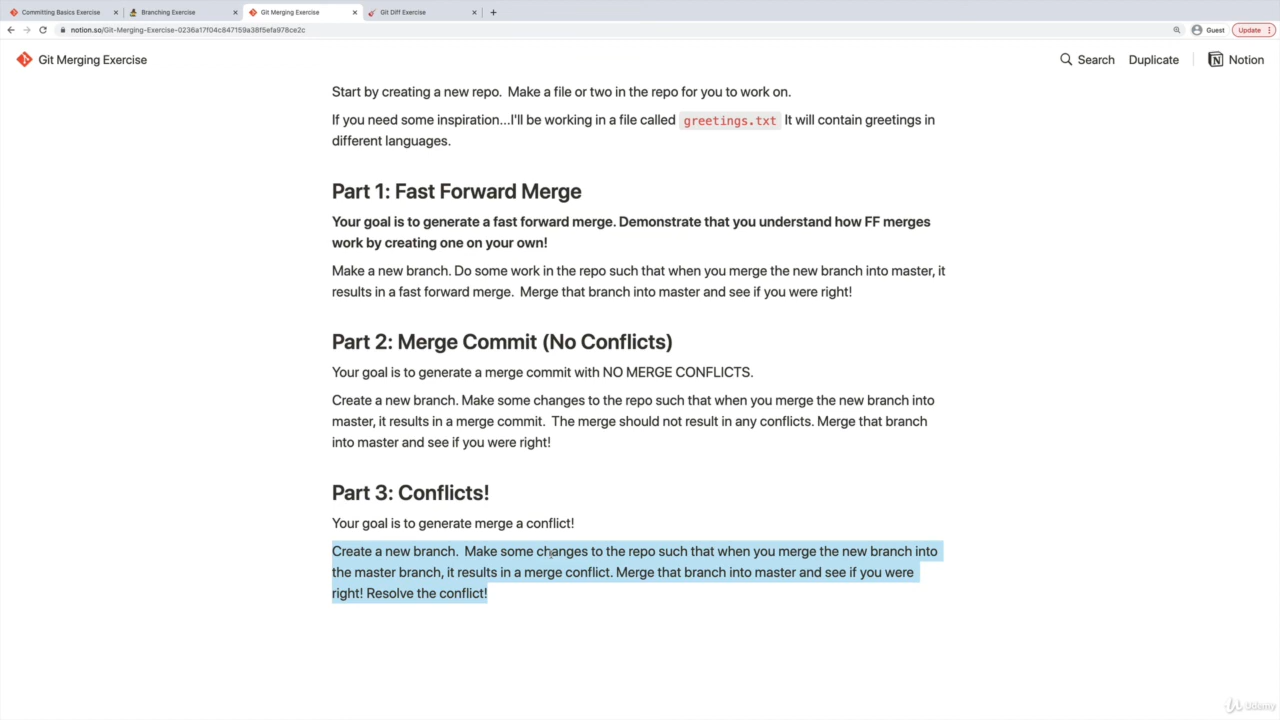 Committing Basics Exercise
Branching Exercise
Git Merging Exercise
Git Diff Exercise
notion.so/Git-Merging-Exercise-0236a17f04c847159a38f5efa978ce2c
Guest
Update
Git Merging Exercise
Search
Duplicate
Notion
Start by creating a new repo. Make a file or two in the repo for you to work on.
If you need some inspiration...I'll be working in a file called greetings.txt It will contain greetings in
different languages.
Part 1: Fast Forward Merge
Your goal is to generate a fast forward merge. Demonstrate that you understand how FF merges
work by creating one on your own!
Make a new branch. Do some work in the repo such that when you merge the new branch into master, it
results in a fast forward merge. Merge that branch into master and see if you were right!
Part 2: Merge Commit (No Conflicts)
Your goal is to generate a merge commit with NO MERGE CONFLICTS.
Create a new branch. Make some changes to the repo such that when you merge the new branch into
master, it results in a merge commit. The merge should not result in any conflicts. Merge that branch
into master and see if you were right!
Part 3: Conflicts!
Your goal is to generate merge a conflict!
Create a new branch. Make some changes to the repo such that when you merge the new branch into
the master branch, it results in a merge conflict. Merge that branch into master and see if you were
right! Resolve the conflict!
Udemy